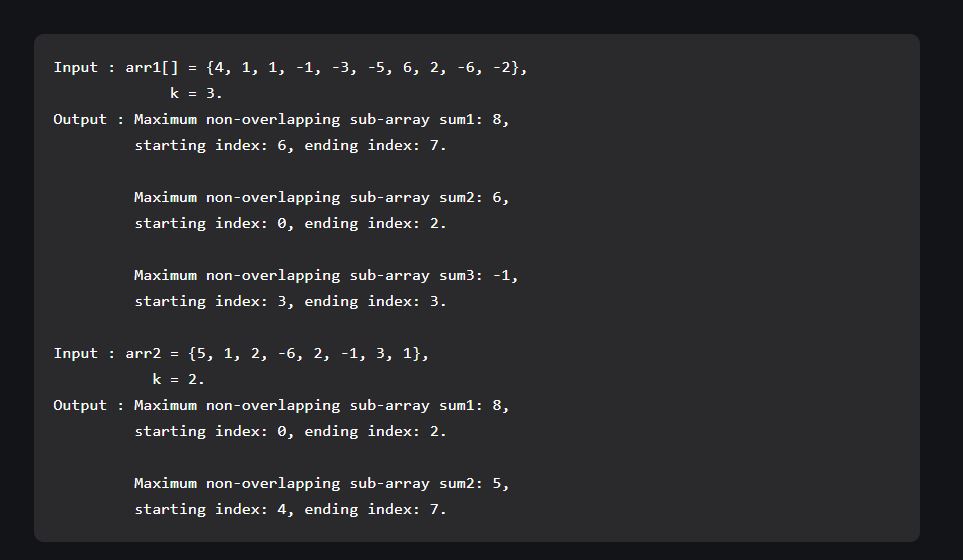 Input : arr1[] = {4, 1, 1, -1, -3, -5, 6, 2, -6, -2},
k = 3.
Output : Maximum non-overlapping sub-array sum1: 8,
starting index: 6, ending index: 7.
Maximum non-overlapping sub-array sum2: 6,
starting index: 0, ending index: 2.
Maximum non-overlapping sub-array sum3: -1,
starting index: 3, ending index: 3.
Input : arr2 = {5, 1, 2, -6, 2, -1, 3, 1},
k = 2.
Output : Maximum non-overlapping sub-array sum1: 8,
starting index: 0, ending index: 2.
Maximum non-overlapping sub-array sum2: 5,
starting index: 4, ending index: 7.